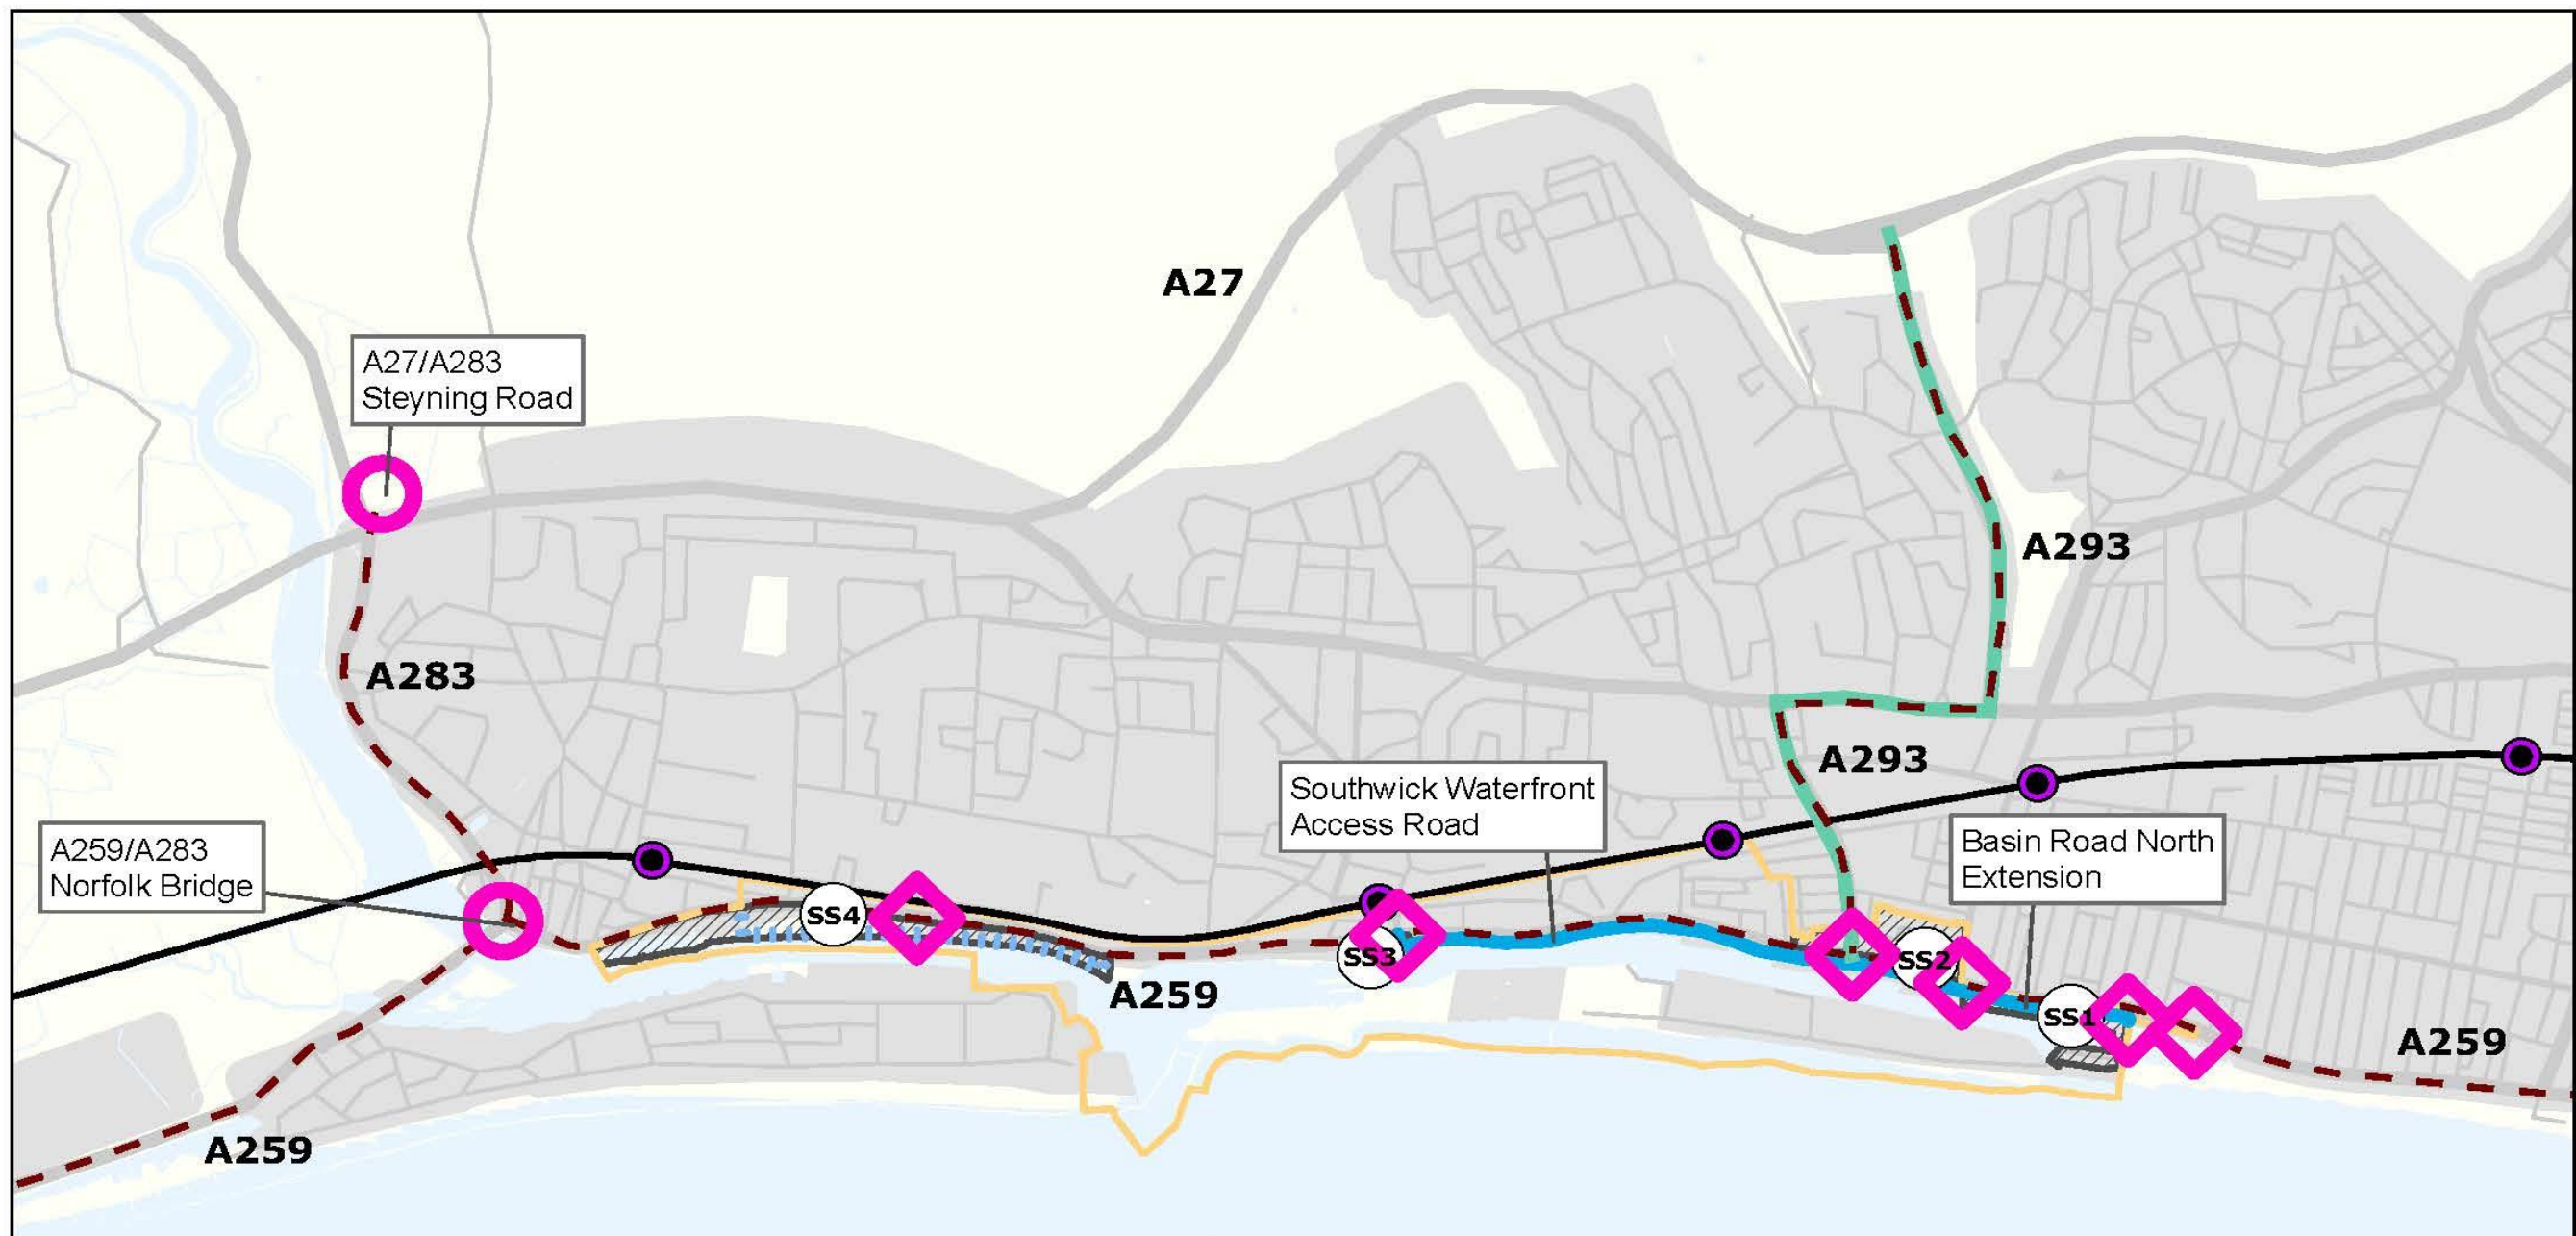 A27
A27/A283
Steyning Road
A293
A283
A293
Southwick Waterfront
Access Road
Basin Road North
Extension
A259/A283
Norfolk Bridge
SS4
SS3
SS2
A259
SS1
A259
A259